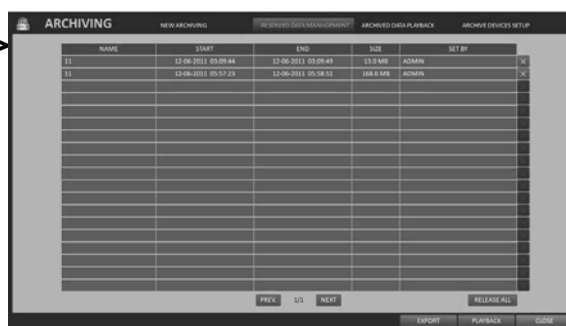 ARCHIVING NEW ARCHIVING RESERVED DATA MANAGEMENT ARCHIVED DATA PLAYBACK ARCHIVE DEVICES SETUP
NAME START END SIZE SET BY
11 12-06-2011 03:09:44 12-06-2011 03:09:49 13.0 MB ADMIN X
11 12-06-2011 05:57:23 12-06-2011 05:58:51 168.6 MB ADMIN X
PREV. 1/1 NEXT RELEASE ALL
EXPORT PLAYBACK CLOSE